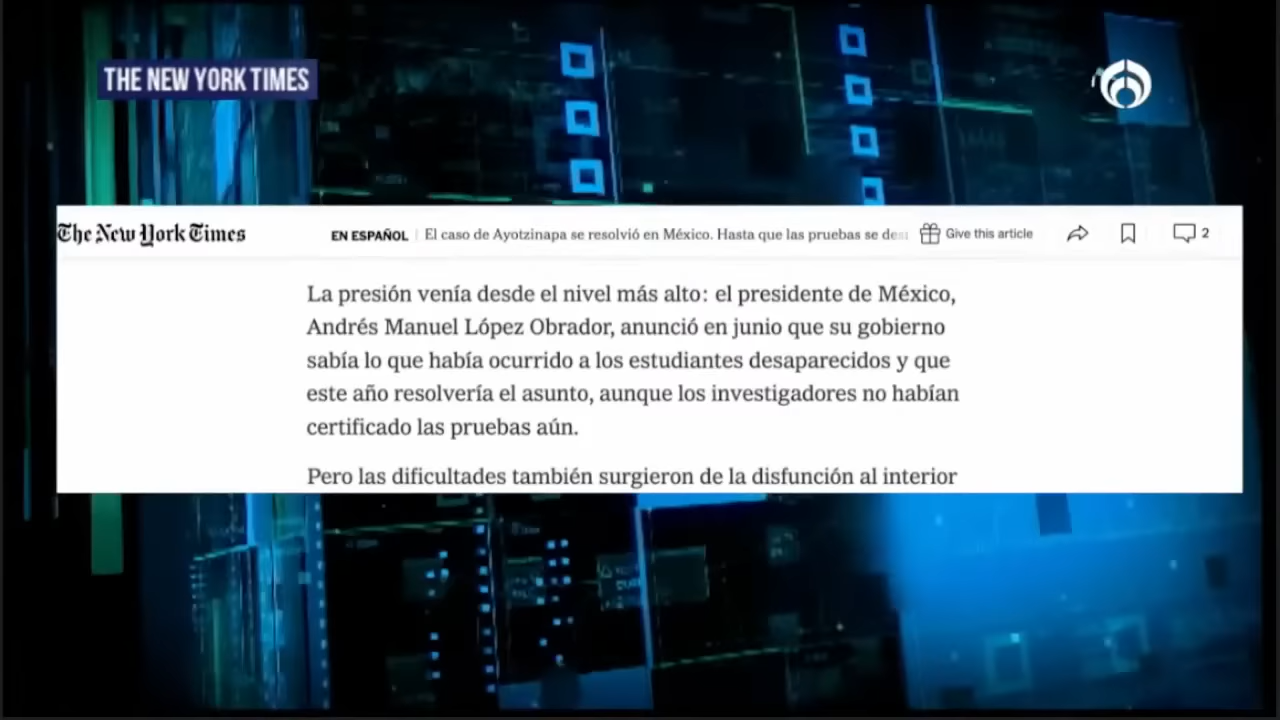 THE NEW YORK TIMES
The New York Times
EN ESPAÑOL El caso de Ayotzinapa se resolvió en México. Hasta que las pruebas se des
Give this article
2
La presión venía desde el nivel más alto: el presidente de México,
Andrés Manuel López Obrador, anunció en junio que su gobierno
sabía lo que había ocurrido a los estudiantes desaparecidos y que
este año resolvería el asunto, aunque los investigadores no habían
certificado las pruebas aún.
Pero las dificultades también surgieron de la disfunción al interior